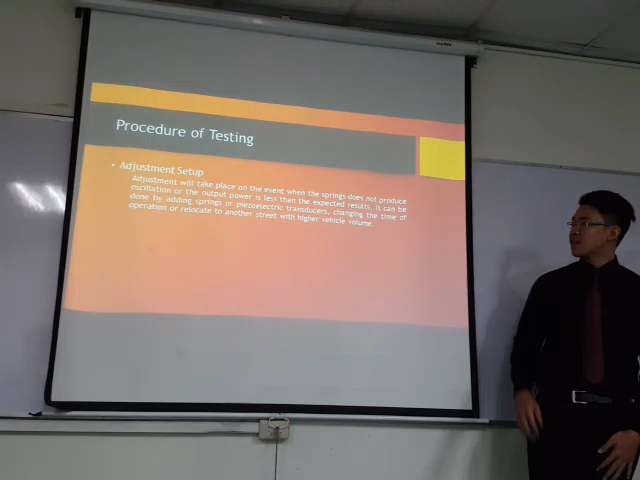 Procedure of Testing
• Adjustment Setup
Adjustment will take place on the event when the springs does not produce
oscillation or the output power is less than the expected results. It can be
done by adding springs or piezoelectric transducers, changing the time of
operation or relocate to another street with higher vehicle volume.